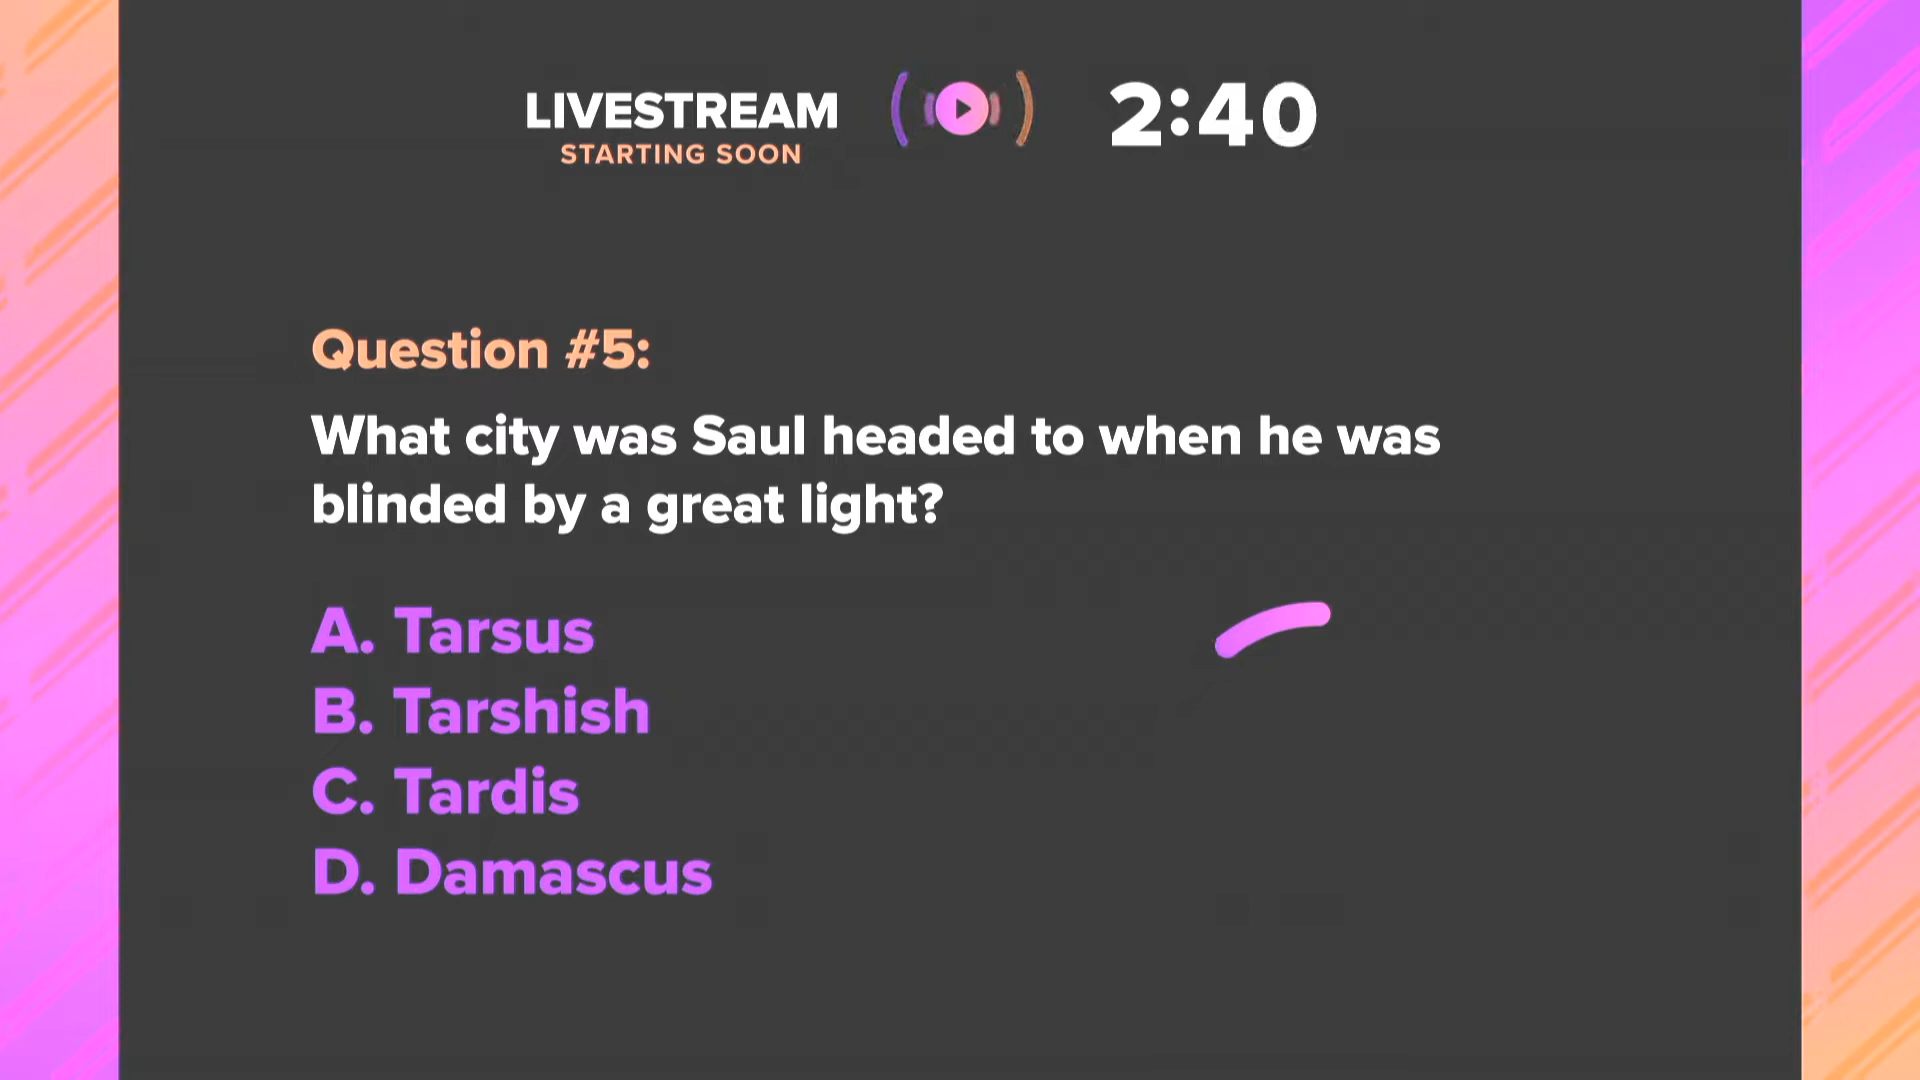 LIVESTREAM
STARTING SOON
2:40
Question #5:
What city was Saul headed to when he was
blinded by a great light?
A. Tarsus
B. Tarshish
C. Tardis
D. Damascus